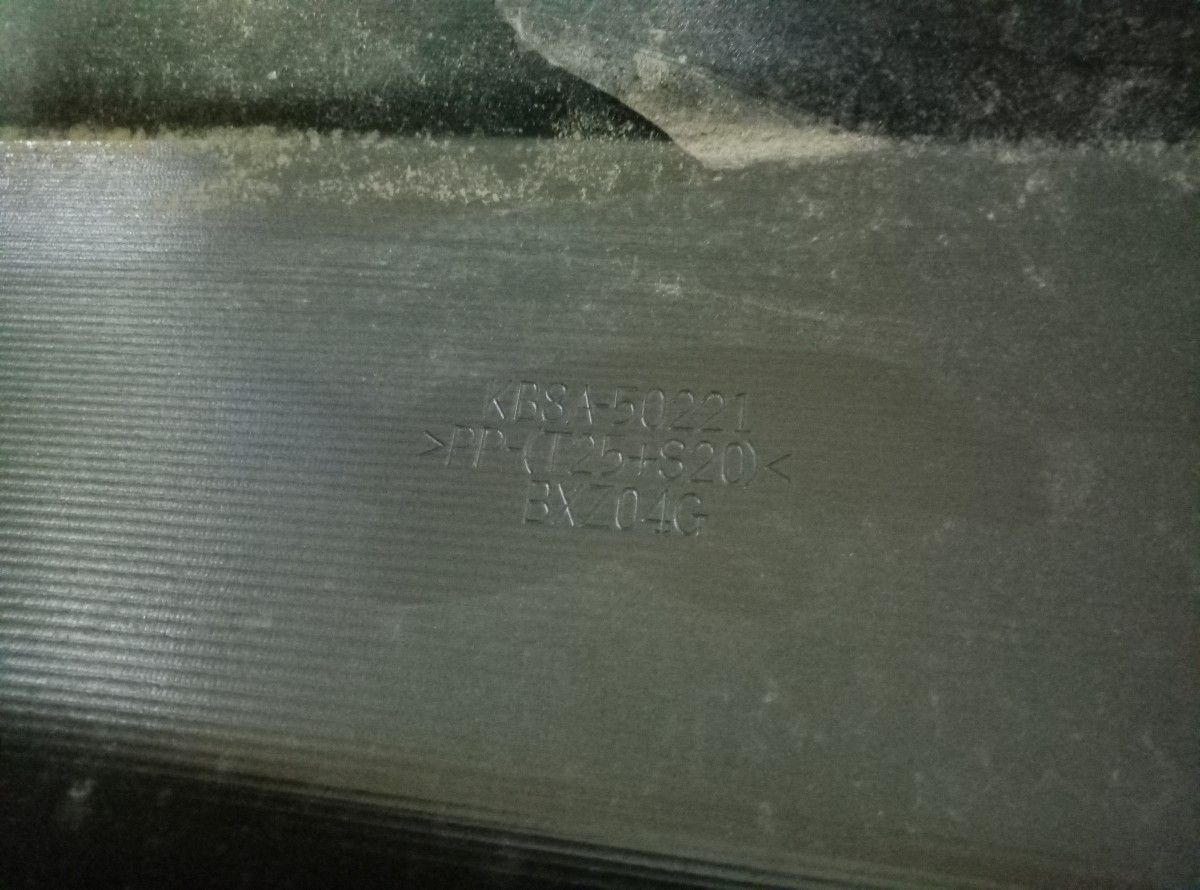 KB8A-50221
>PP-(T25+S20)<
BXZ04G